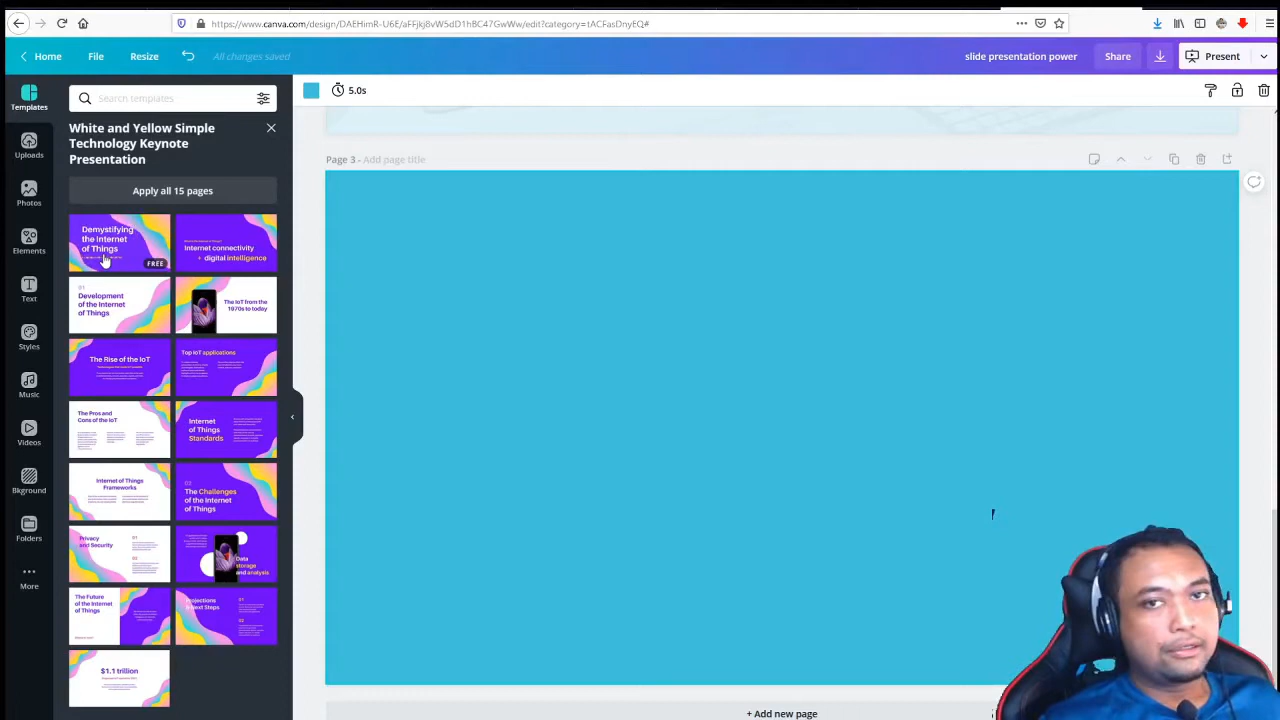 https://www.canva.com/design/DAEHimR-U6E/aFFjkj8vW5dD1hBC47GwWw/edit?category=tACFasDnyEQ#
Home
File
Resize
All changes saved
slide presentation power
Share
Present
Templates
Uploads
Photos
Elements
Text
Styles
Music
Videos
Bkground
Folders
More
Search templates
White and Yellow Simple
Technology Keynote
Presentation
Apply all 15 pages
Demystifying
the Internet
of Things
FREE
Internet connectivity
+ digital intelligence
01
Development
of the Internet
of Things
The IoT from the
1970s to today
The Rise of the IoT
Top IoT applications
The Pros and
Cons of the IoT
Internet
of Things
Standards
Internet of Things
Frameworks
The Challenges
of the Internet
of Things
Privacy
and Security
Data
storage
and analysis
The Future
of the Internet
of Things
Projections
& Next Steps
$1.1 trillion
5.0s
Page 3 - Add page title
+ Add new page